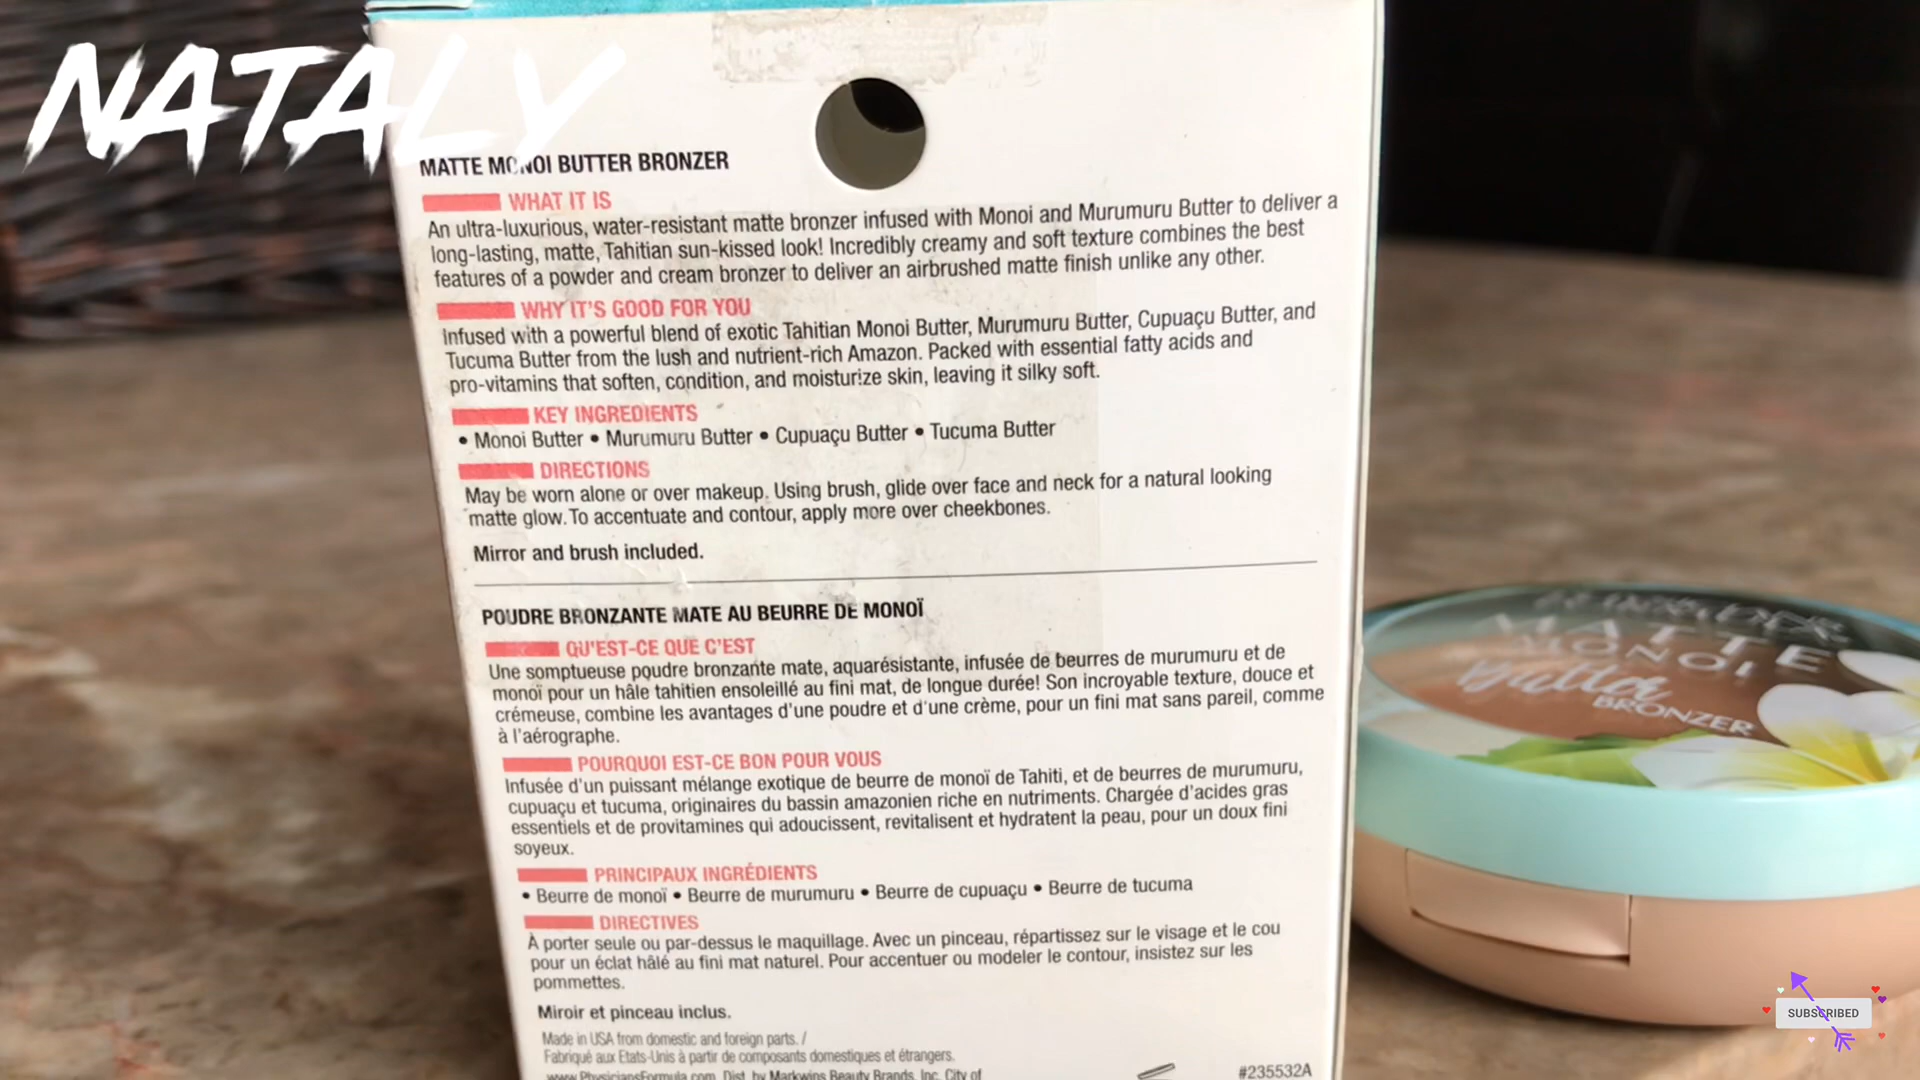 NATALY
MATTE MONOI BUTTER BRONZER
WHAT IT IS
An ultra-luxurious, water-resistant matte bronzer infused with Monoi and Murumuru Butter to deliver a
long-lasting, matte, Tahitian sun-kissed look! Incredibly creamy and soft texture combines the best
features of a powder and cream bronzer to deliver an airbrushed matte finish unlike any other.
WHY IT'S GOOD FOR YOU
Infused with a powerful blend of exotic Tahitian Monoi Butter, Murumuru Butter, Cupuaçu Butter, and
Tucuma Butter from the lush and nutrient-rich Amazon. Packed with essential fatty acids and
pro-vitamins that soften, condition, and moisturize skin, leaving it silky soft.
KEY INGREDIENTS
• Monoi Butter • Murumuru Butter • Cupuaçu Butter • Tucuma Butter
DIRECTIONS
May be worn alone or over makeup. Using brush, glide over face and neck for a natural looking
matte glow. To accentuate and contour, apply more over cheekbones.
Mirror and brush included.
POUDRE BRONZANTE MATE AU BEURRE DE MONOÏ
QU'EST-CE QUE C'EST
Une somptueuse poudre bronzante mate, aquarésistante, infusée de beurres de murumuru et de
monoï pour un hâle tahitien ensoleillé au fini mat, de longue durée! Son incroyable texture, douce et
crémeuse, combine les avantages d'une poudre et d'une crème, pour un fini mat sans pareil, comme
à l'aérographe.
POURQUOI EST-CE BON POUR VOUS
Infusée d'un puissant mélange exotique de beurre de monoï de Tahiti, et de beurres de murumuru,
cupuaçu et tucuma, originaires du bassin amazonien riche en nutriments. Chargée d'acides gras
essentiels et de provitamines qui adoucissent, revitalisent et hydratent la peau, pour un doux fini
soyeux.
PRINCIPAUX INGRÉDIENTS
• Beurre de monoï • Beurre de murumuru • Beurre de cupuaçu • Beurre de tucuma
DIRECTIVES
À porter seule ou par-dessus le maquillage. Avec un pinceau, répartissez sur le visage et le cou
pour un éclat hâlé au fini mat naturel. Pour accentuer ou modeler le contour, insistez sur les
pommettes.
Miroir et pinceau inclus.
Made in USA from domestic and foreign parts. /
Fabriqué aux Etats-Unis à partir de composants domestiques et étrangers.
www.PhysiciansFormula.com Dist. by Markwins Beauty Brands, Inc. City of
#235532A
MATTE
MONOI
Butter
BRONZER
SUBSCRIBED